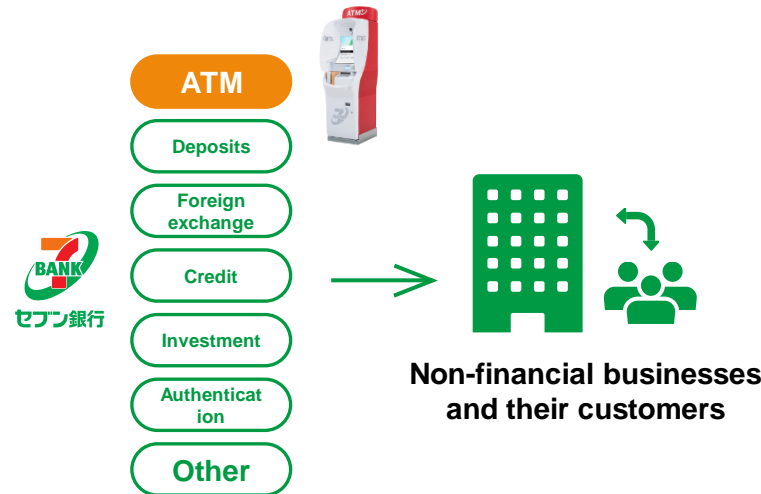 ATM
ATM
Deposits
Foreign
exchange
Credit
Investment
Authenticat
ion
Other
7
BANK
セブン銀行
Non-financial businesses
and their customers